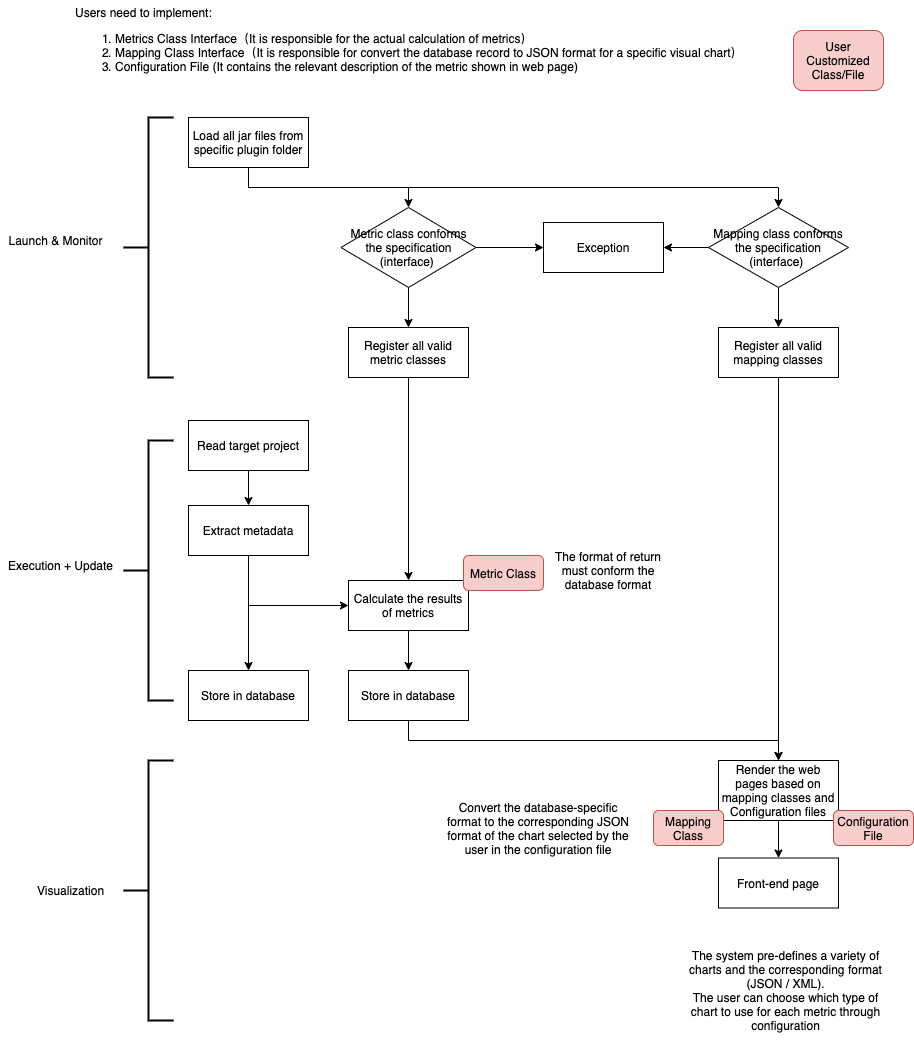 Users need to implement:
1. Metrics Class Interface（It is responsible for the actual calculation of metrics）
2. Mapping Class Interface（It is responsible for convert the database record to JSON format for a specific visual chart）
3. Configuration File (It contains the relevant description of the metric shown in web page)
User
Customized
Class/File
Load all jar files from
specific plugin folder
Launch & Monitor
Metric class conforms
the specification
(interface)
Exception
Mapping class conforms
the specification
(interface)
Register all valid
metric classes
Register all valid
mapping classes
Read target project
Extract metadata
Execution + Update
Metric Class
The format of return
must conform the
database format
Calculate the results
of metrics
Store in database
Store in database
Render the web
pages based on
mapping classes and
Configuration files
Convert the database-specific
format to the corresponding JSON
format of the chart selected by the
user in the configuration file
Mapping
Class
Configuration
File
Visualization
Front-end page
The system pre-defines a variety of
charts and the corresponding format
(JSON / XML).
The user can choose which type of
chart to use for each metric through
configuration